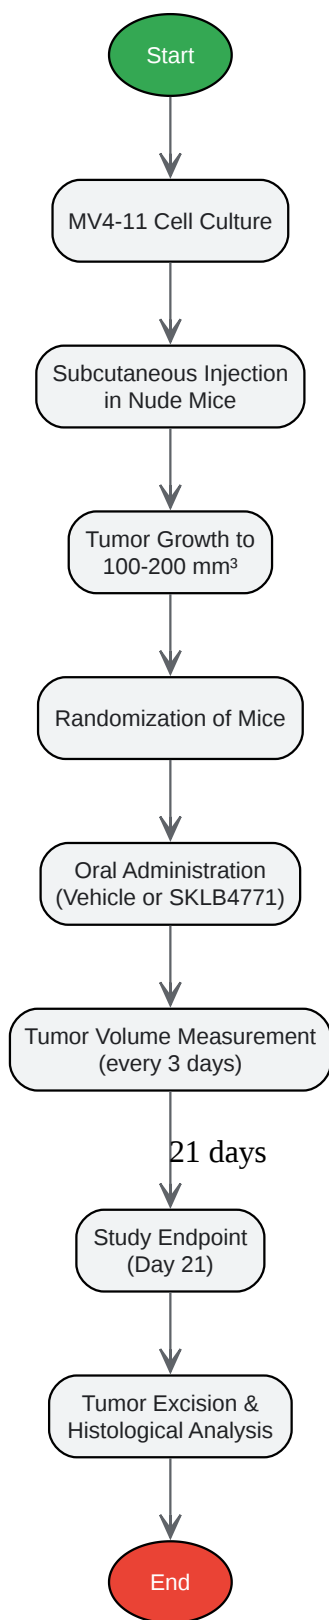 Start
MV4-11 Cell Culture
Subcutaneous Injection
in Nude Mice
Tumor Growth to
100-200 mm³
Randomization of Mice
Oral Administration
(Vehicle or SKLB4771)
Tumor Volume Measurement
(every 3 days)
21 days
Study Endpoint
(Day 21)
Tumor Excision &
Histological Analysis
End